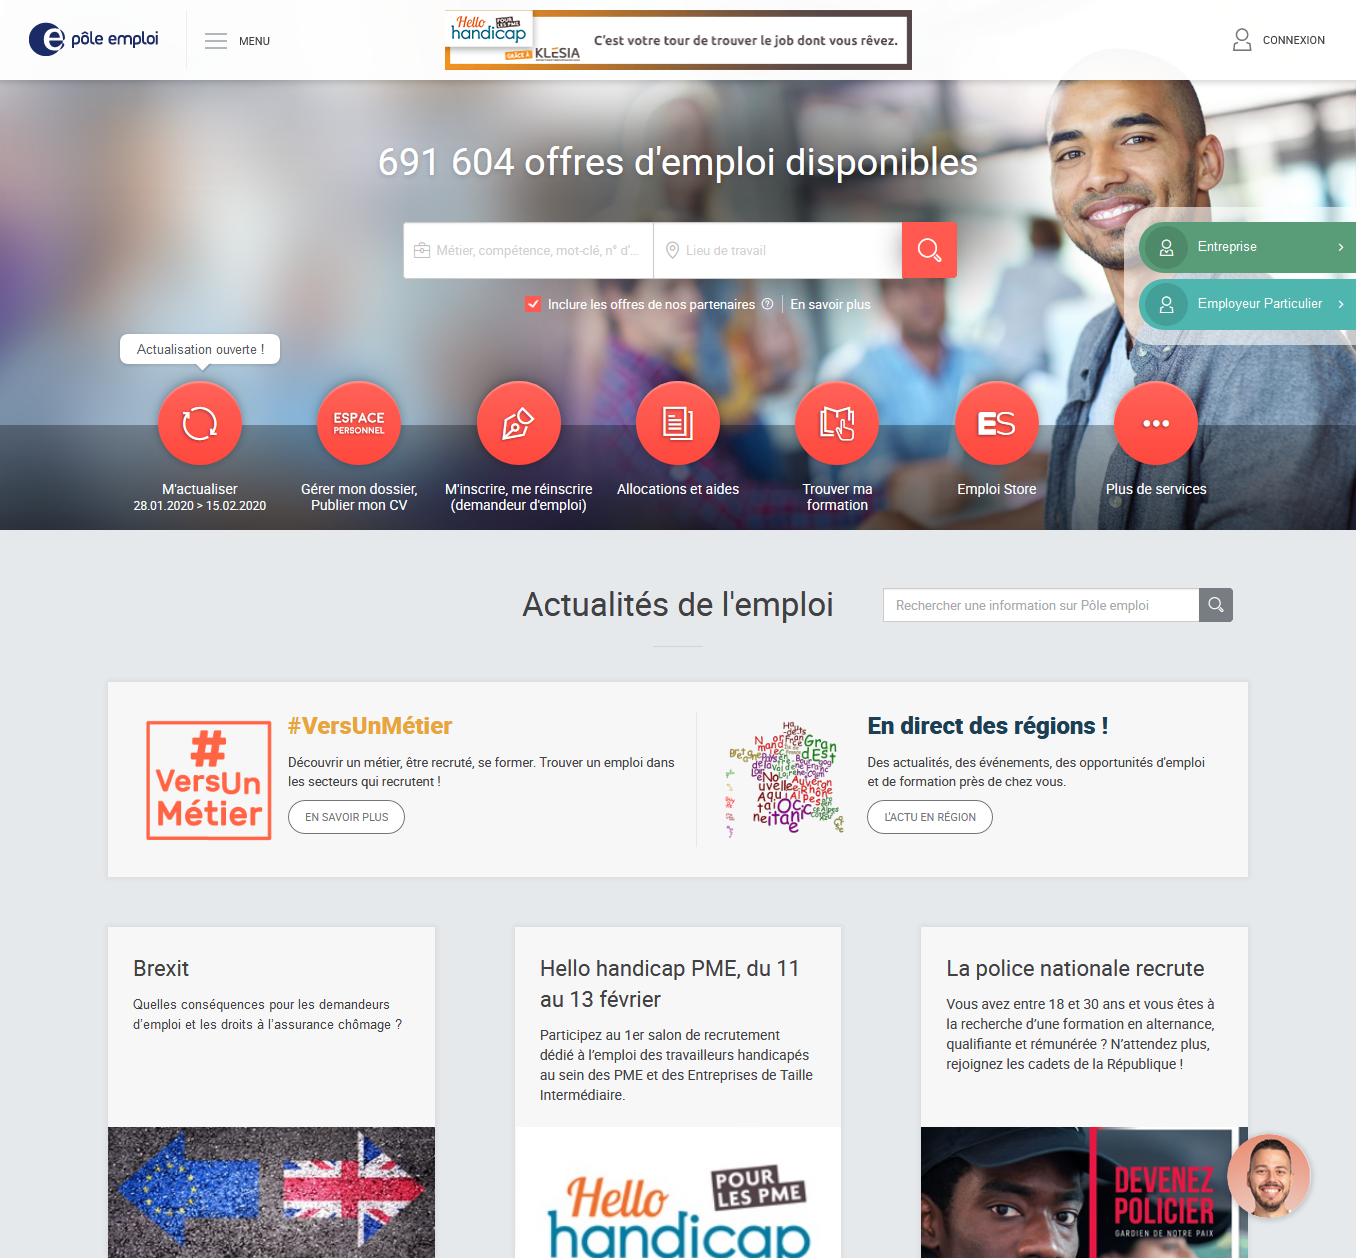 pôle emploi
MENU
Hello
handicap
POUR
LES PME
GRÂCE À
KLESIA
C'est votre tour de trouver le job dont vous rêvez.
CONNEXION
691 604 offres d'emploi disponibles
Métier, compétence, mot-clé, n° d'...
Lieu de travail
Entreprise
Employeur Particulier
Inclure les offres de nos partenaires
En savoir plus
Actualisation ouverte !
ESPACE
PERSONNEL
ES
M'actualiser
28.01.2020 > 15.02.2020
Gérer mon dossier,
Publier mon CV
M'inscrire, me réinscrire
(demandeur d'emploi)
Allocations et aides
Trouver ma
formation
Emploi Store
Plus de services
Actualités de l'emploi
Rechercher une information sur Pôle emploi
#
VersUn
Métier
#VersUnMétier
Découvrir un métier, être recruté, se former. Trouver un emploi dans
les secteurs qui recrutent !
EN SAVOIR PLUS
En direct des régions !
Des actualités, des événements, des opportunités d'emploi
et de formation près de chez vous.
L'ACTU EN RÉGION
Brexit
Quelles conséquences pour les demandeurs
d'emploi et les droits à l'assurance chômage ?
Hello handicap PME, du 11
au 13 février
Participez au 1er salon de recrutement
dédié à l'emploi des travailleurs handicapés
au sein des PME et des Entreprises de Taille
Intermédiaire.
Hello
handicap
POUR
LES PME
La police nationale recrute
Vous avez entre 18 et 30 ans et vous êtes à
la recherche d'une formation en alternance,
qualifiante et rémunérée ? N'attendez plus,
rejoignez les cadets de la République !
DEVENEZ
POLICIER
GARDIEN DE NOTRE PAIX